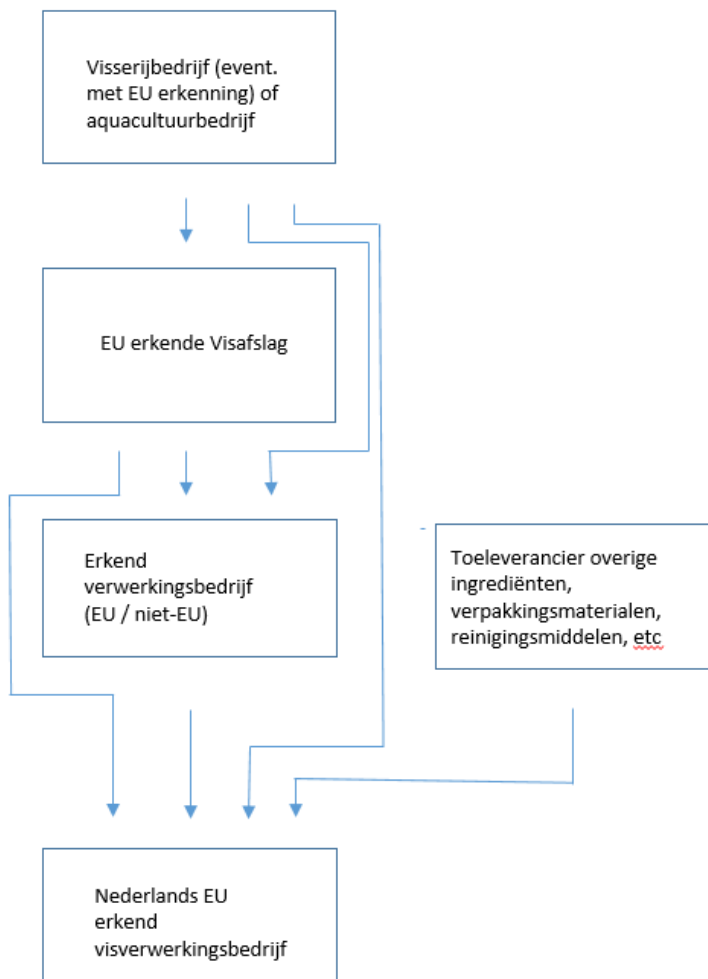 Visserijbedrijf (event.
met EU erkenning) of
aquacultuurbedrijf
EU erkende Visafslag
Erkend
verwerkingsbedrijf
(EU / niet-EU)
Toeleverancier overige
ingrediënten,
verpakkingsmaterialen,
reinigingsmiddelen, etc
Nederlands EU
erkend
visverwerkingsbedrijf